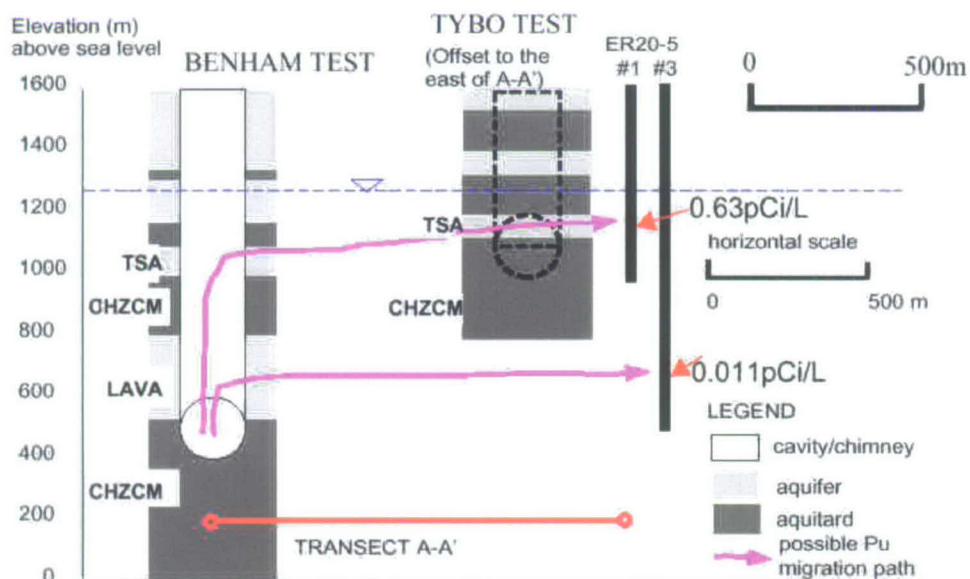 Elevation (m)
above sea level
BENHAM TEST
TYBO TEST
(Offset to the
east of A-A')
ER20-5
#1 #3
0 500m
1600
1400
1200
1000
800
600
400
200
0
TSA
CHZCM
LAVA
CHZCM
TSA
CHZCM
0.63pCi/L
horizontal scale
0 500 m
0.011pCi/L
LEGEND
cavity/chimney
aquifer
aquitard
possible Pu
migration path
TRANSECT A-A'